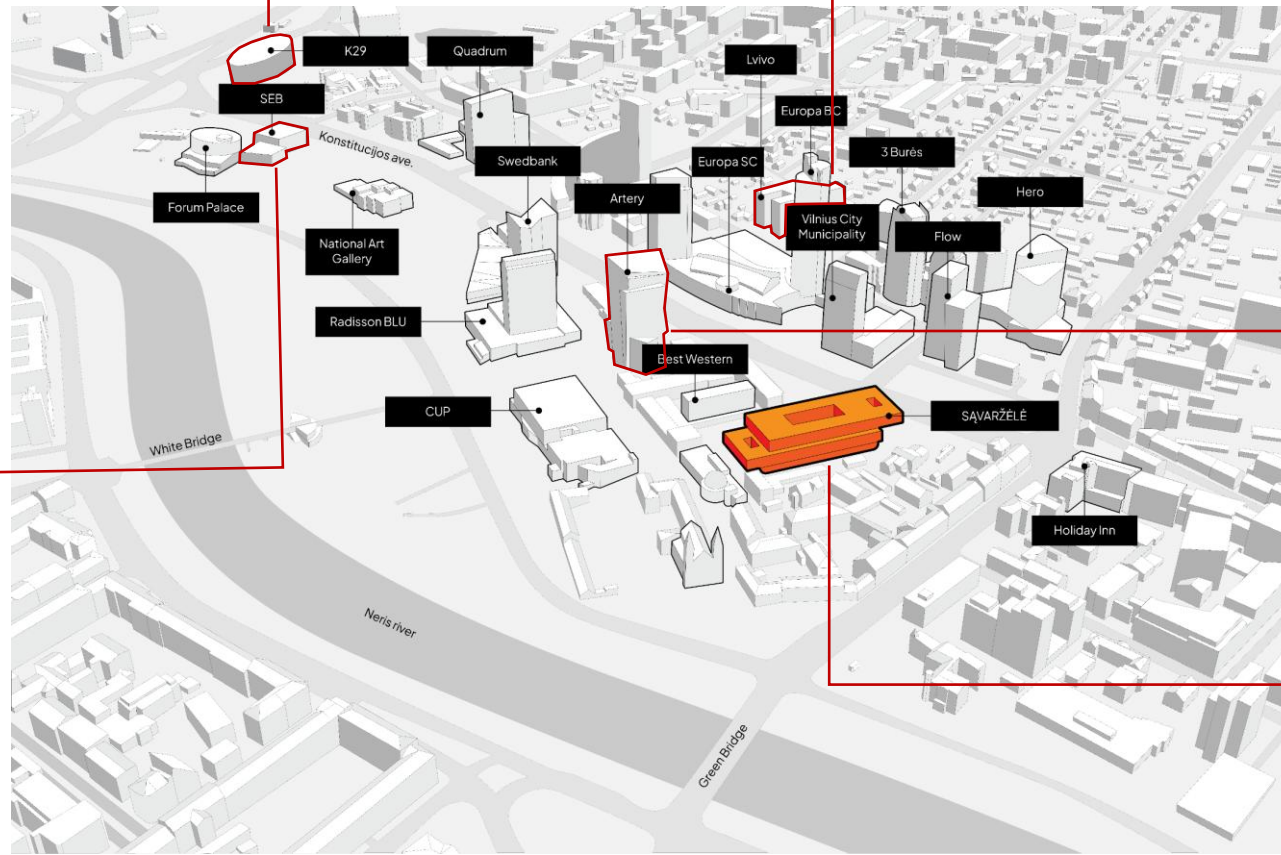 K29
Quadrum
Lvivo
SEB
Europa BC
Konstitucijos ave.
Swedbank
Europa SC
3 Burės
Forum Palace
Artery
Hero
National Art
Gallery
Vilnius City
Municipality
Flow
Radisson BLU
Best Western
CUP
SĄVARŽĖLĖ
White Bridge
Holiday Inn
Neris river
Green Bridge